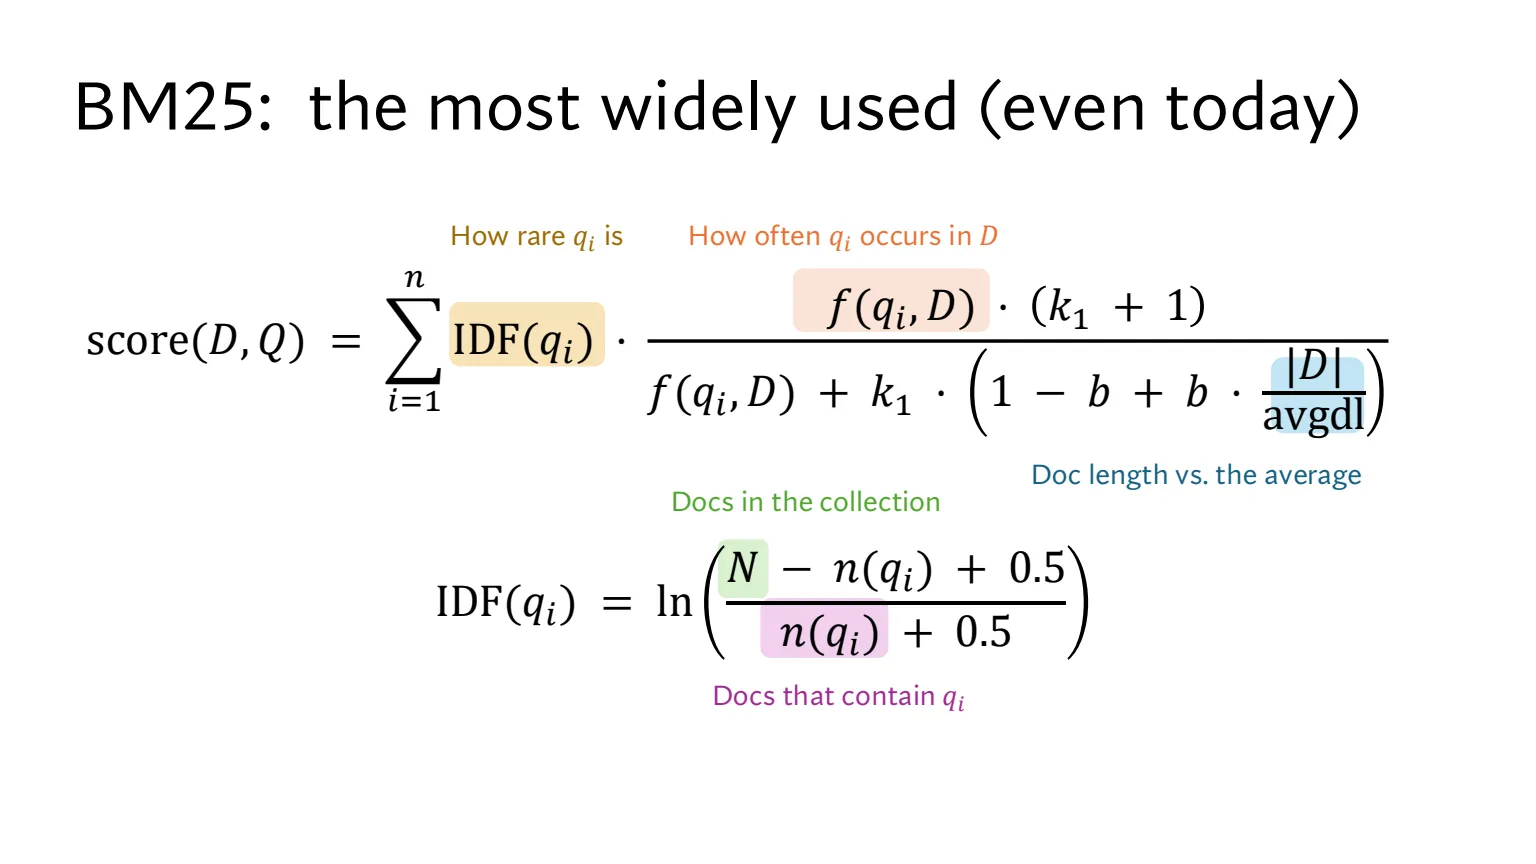 BM25: the most widely used (even today)
How rare qᵢ is
How often qᵢ occurs in D
score(D, Q) = ∑ᵢ₌₁ⁿ IDF(qᵢ) · (f(qᵢ, D) · (k₁ + 1)) / (f(qᵢ, D) + k₁ · (1 − b + b · |D| / avgdl))
Doc length vs. the average
Docs in the collection
IDF(qᵢ) = ln((N − n(qᵢ) + 0.5) / (n(qᵢ) + 0.5))
Docs that contain qᵢ